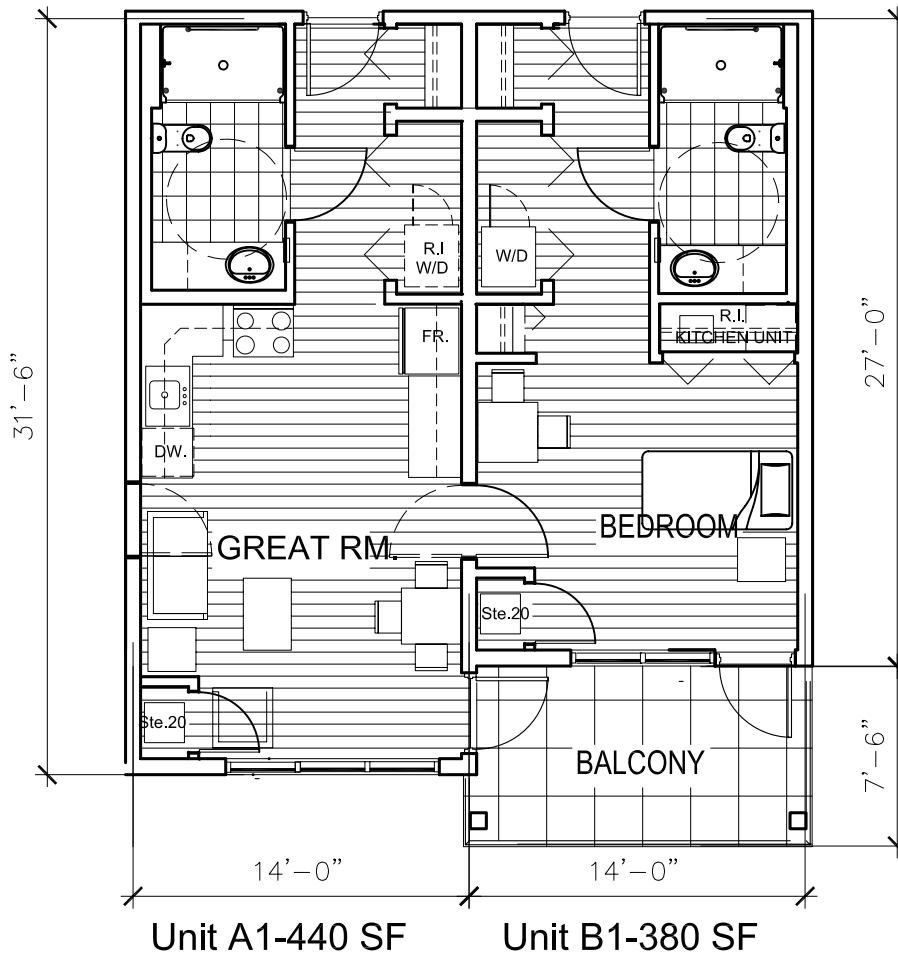 R.I
W/D
W/D
R.I.
KITCHEN UNIT
FR.
31'-6"
27'-0"
DW.
BEDROOM
GREAT RM.
Ste.20
Ste.20
BALCONY
7'-6"
14'-0"
14'-0"
Unit A1-440 SF
Unit B1-380 SF